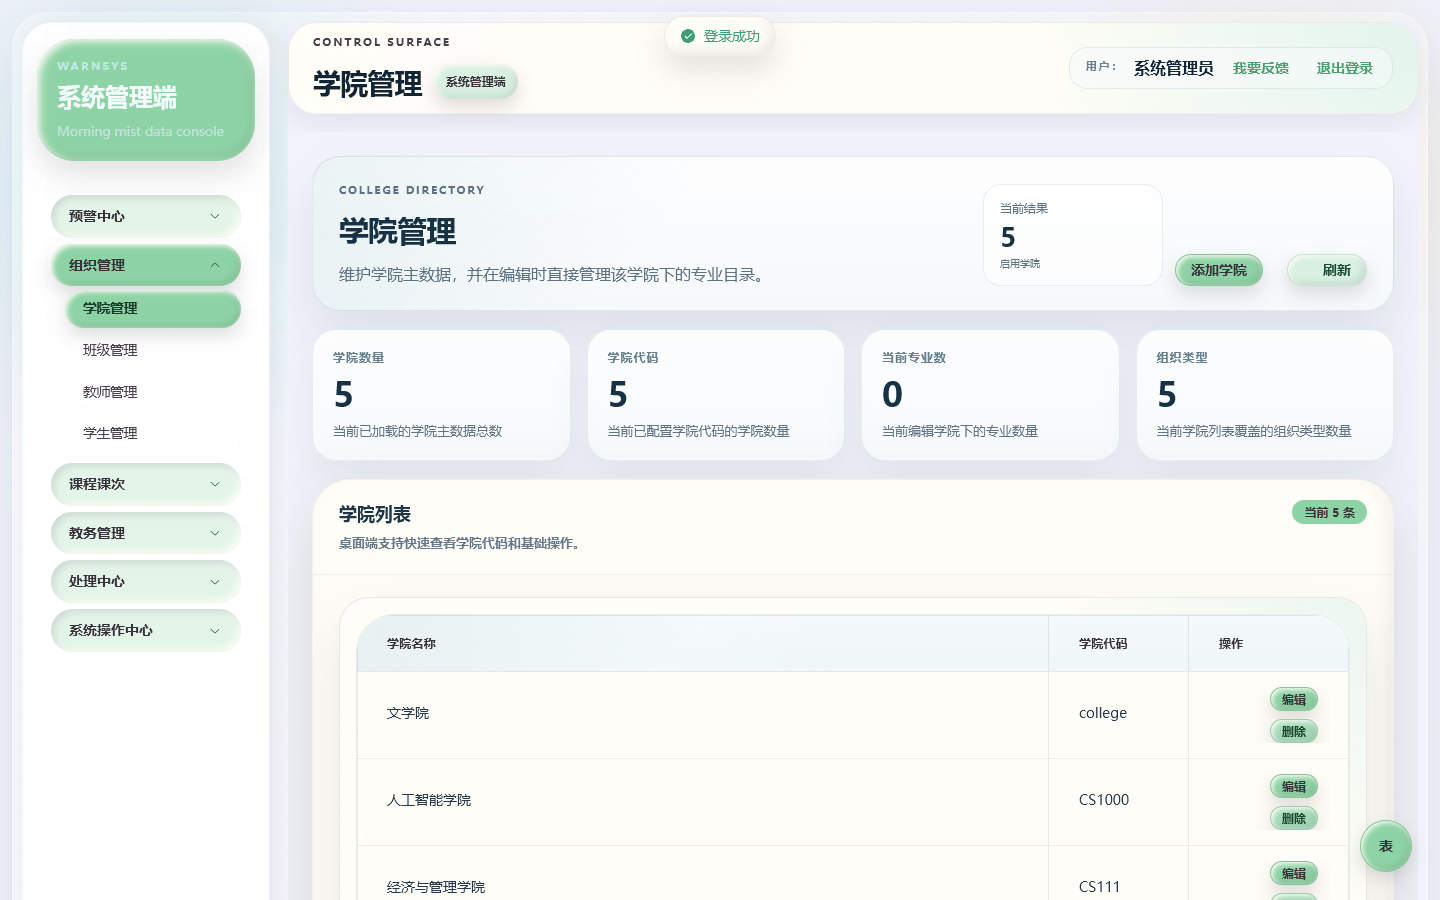 WARNSYS
系统管理端
Morning mist data console
预警中心
组织管理
学院管理
班级管理
教师管理
学生管理
课程课次
教务管理
处理中心
系统操作中心
CONTROL SURFACE
学院管理
系统管理端
登录成功
用户：
系统管理员
我要反馈
退出登录
COLLEGE DIRECTORY
学院管理
维护学院主数据，并在编辑时直接管理该学院下的专业目录。
当前结果
5
启用学院
添加学院
刷新
学院数量
5
当前已加载的学院主数据总数
学院代码
5
当前已配置学院代码的学院数量
当前专业数
0
当前编辑学院下的专业数量
组织类型
5
当前学院列表覆盖的组织类型数量
学院列表
桌面端支持快速查看学院代码和基础操作。
当前 5 条
学院名称
学院代码
操作
文学院
college
编辑
删除
人工智能学院
CS1000
编辑
删除
经济与管理学院
CS111
编辑
表